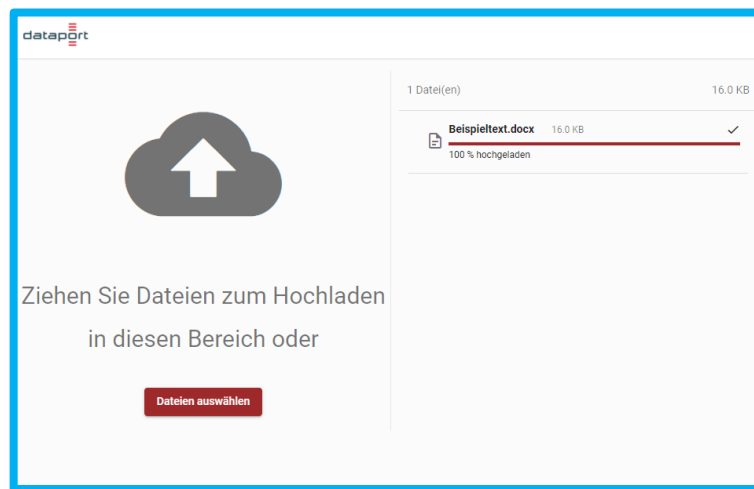 dataport
Ziehen Sie Dateien zum Hochladen
in diesen Bereich oder
Dateien auswählen
1 Datei(en) 16.0 KB
Beispieltext.docx 16.0 KB
100 % hochgeladen